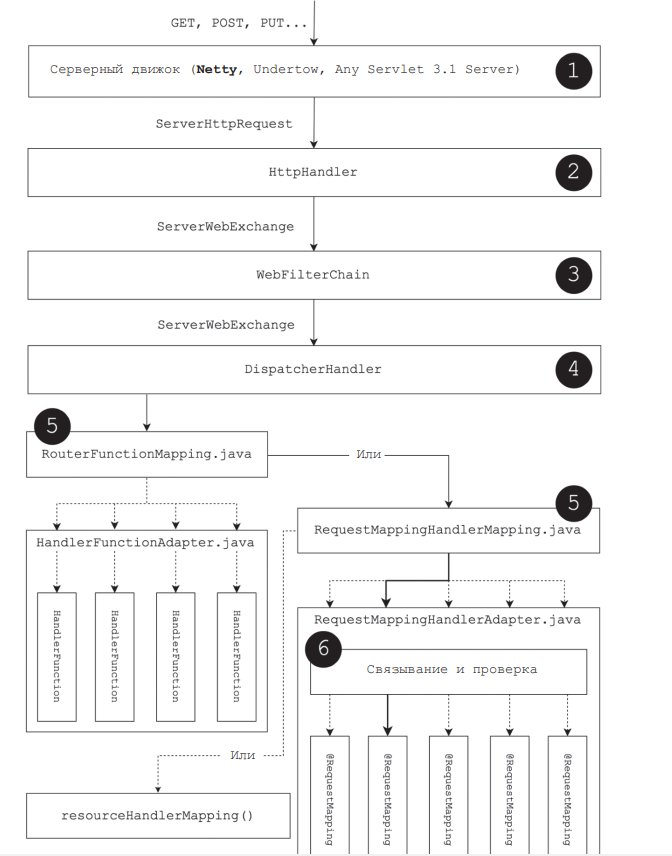 GET, POST, PUT...
Серверный движок (Netty, Undertow, Any Servlet 3.1 Server)
1
ServerHttpRequest
HttpHandler
2
ServerWebExchange
WebFilterChain
3
ServerWebExchange
DispatcherHandler
4
5
RouterFunctionMapping.java
Или
5
RequestMappingHandlerMapping.java
HandlerFunctionAdapter.java
HandlerFunction
HandlerFunction
HandlerFunction
HandlerFunction
RequestMappingHandlerAdapter.java
6
Связывание и проверка
@RequestMapping
@RequestMapping
@RequestMapping
@RequestMapping
@RequestMapping
Или
resourceHandlerMapping()